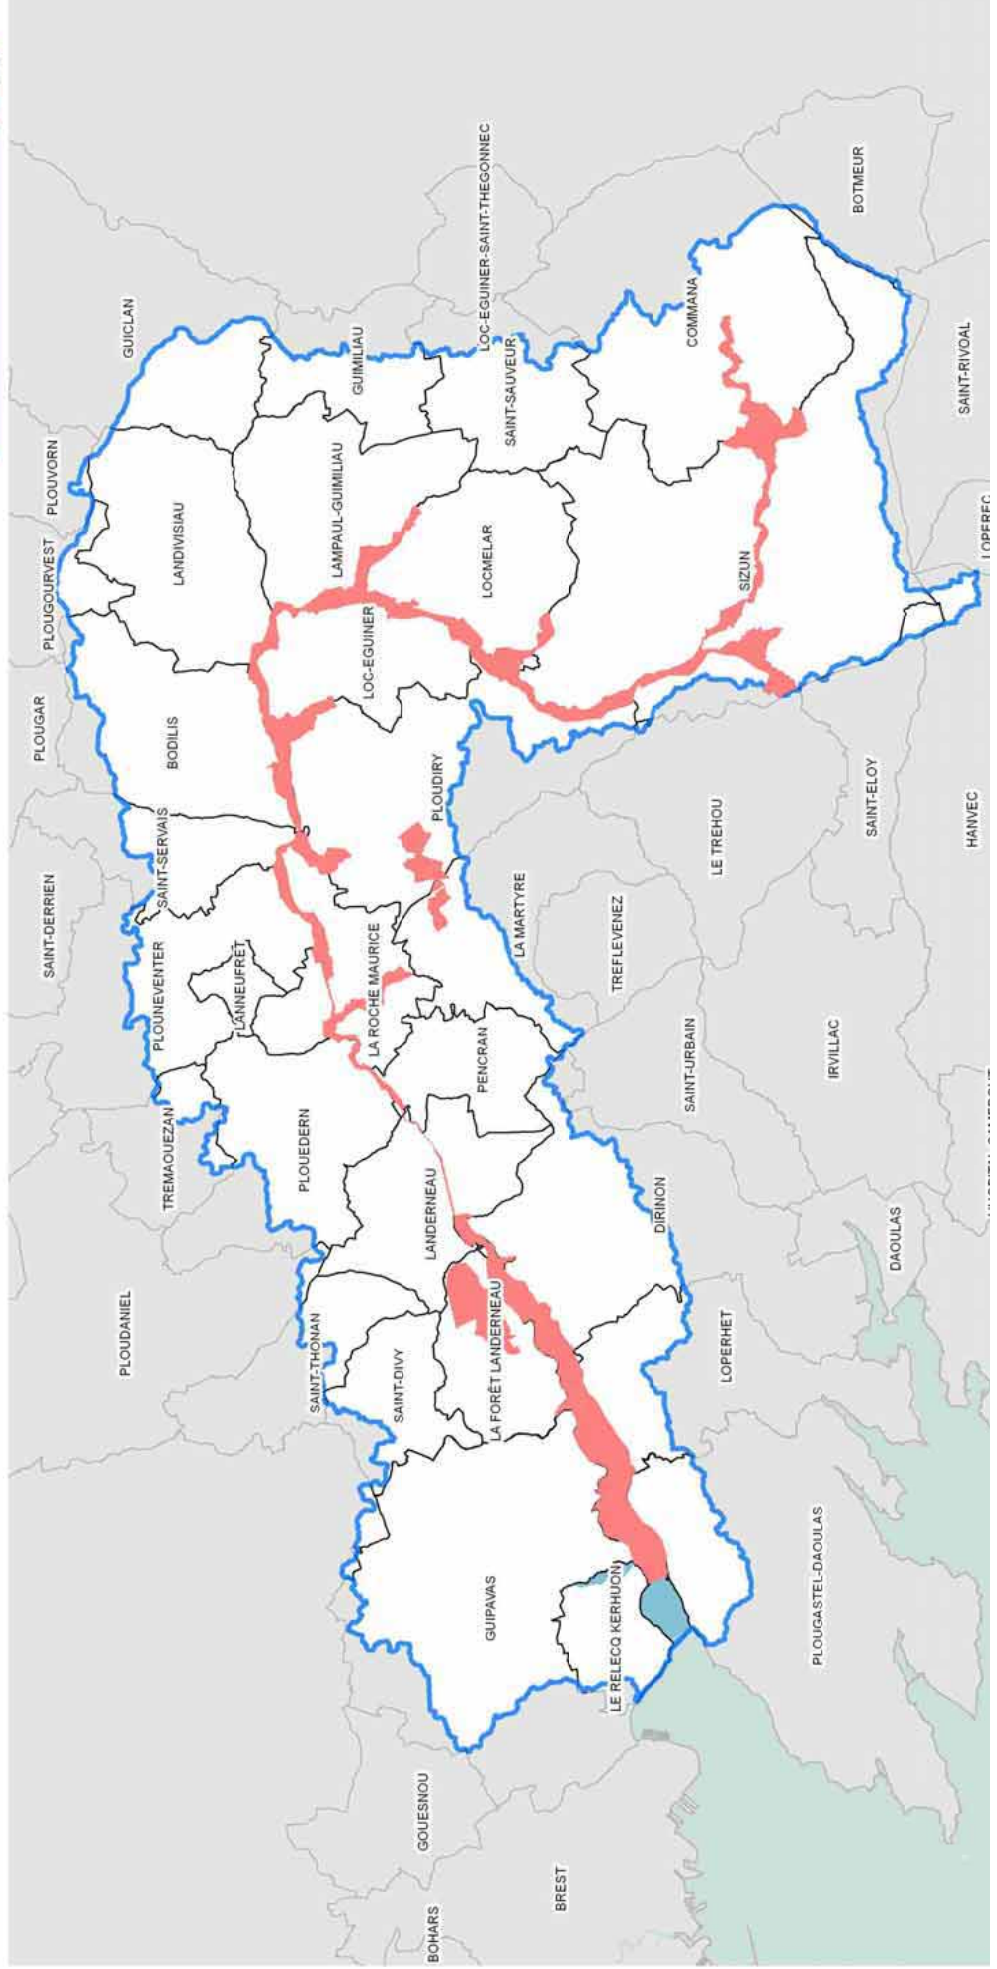 GUICLAN
PLOUVORN
PLOUGOURVEST
PLOUGAR
SAINT-DERRIEN
PLOUDANIEL
BOHARS
GOUESNOU
BREST
LANDIVISIAU
BODILIS
SAINT-SERVAIS
PLOUNEVENTER
LANNEUFRET
TREMAOUEZAN
PLOUEDERN
SAINT-THONAN
SAINT-DIVY
GUIPAVAS
LE RELECQ KERHUON
LA FORÊT LANDERNEAU
LANDERNEAU
PENCRAN
LA ROCHE MAURICE
PLOUDIRY
LOC-EGUINER
LAMPAUL-GUIMILIAU
GUIMILIAU
LOC-EGUINER-SAINT-THEGONNEC
SAINT-SAUVEUR
LOCMELAR
COMMANA
SIZUN
BOTMEUR
SAINT-RIVOAL
LOPEREC
LA MARTYRE
TREFLEVENEZ
LE TREHOU
SAINT-ELOY
HANVEC
SAINT-URBAIN
IRVILLAC
DIRINON
DAOULAS
LOPERHET
PLOUGASTEL-DAOULAS